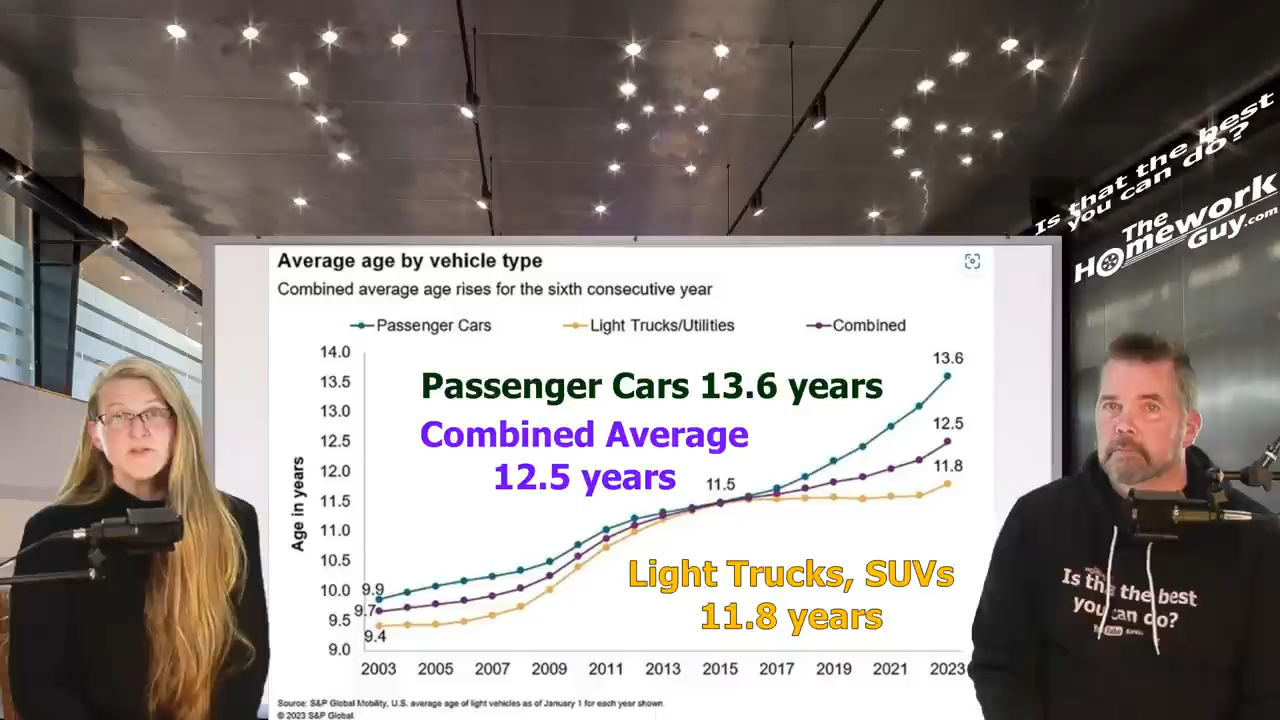 Is that the best
you can do?
The
Homework
Guy.com
Average age by vehicle type
Combined average age rises for the sixth consecutive year
Passenger Cars
Light Trucks/Utilities
Combined
Passenger Cars 13.6 years
Combined Average
12.5 years
Light Trucks, SUVs
11.8 years
Age in years
14.0
13.5
13.0
12.5
12.0
11.5
11.0
10.5
10.0
9.5
9.0
9.9
9.7
9.4
11.5
13.6
12.5
11.8
2003 2005 2007 2009 2011 2013 2015 2017 2019 2021 2023
Source: S&P Global Mobility, U.S. average age of light vehicles as of January 1 for each year shown.
© 2023 S&P Global.
Is the the best
you can do?